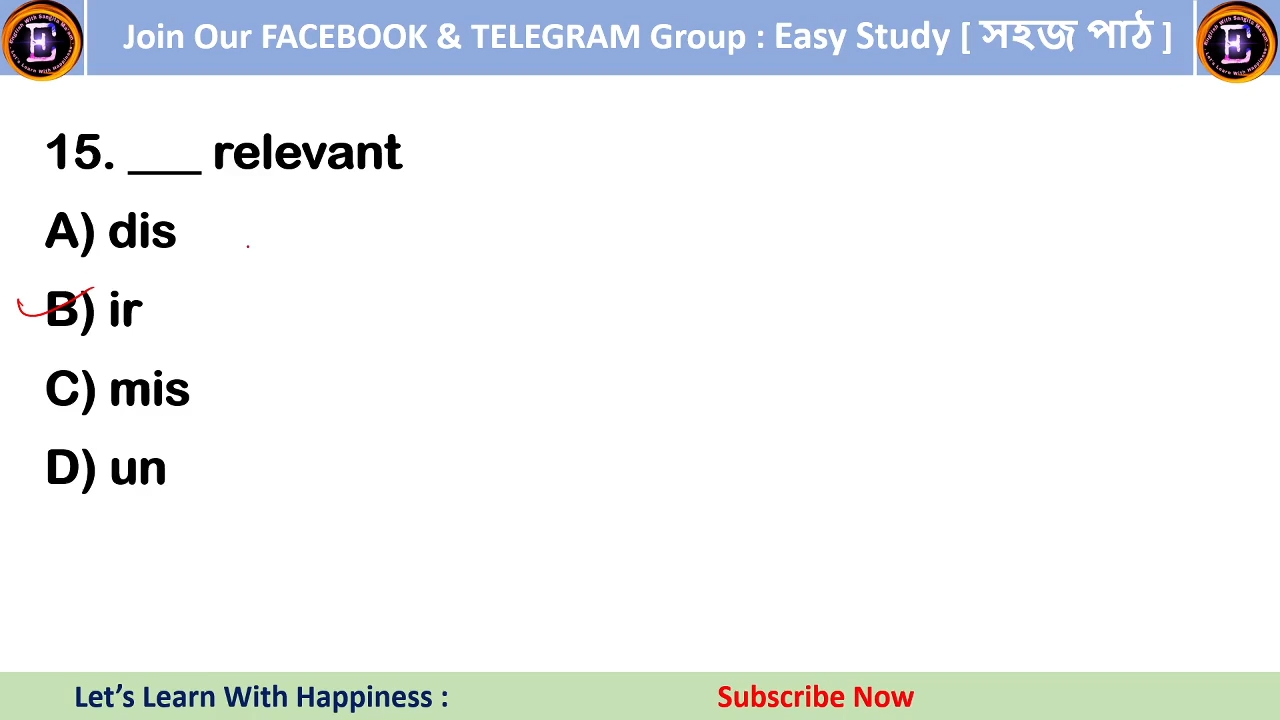 Join Our FACEBOOK & TELEGRAM Group : Easy Study [ সহজ পাঠ ]
15. ___ relevant
A) dis
B) ir
C) mis
D) un
Let's Learn With Happiness : Subscribe Now